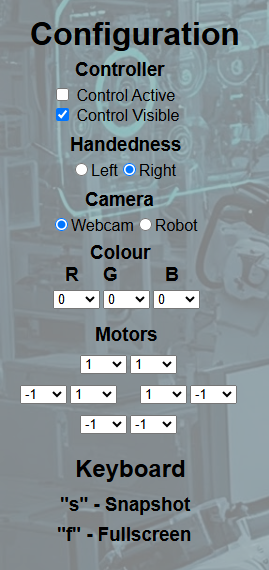 Configuration
Controller
Control Active
Control Visible
Handedness
Left Right
Camera
Webcam Robot
Colour
R G B
0 0 0
Motors
1 1
-1 1 1 -1
-1 -1
Keyboard
"s" - Snapshot
"f" - Fullscreen